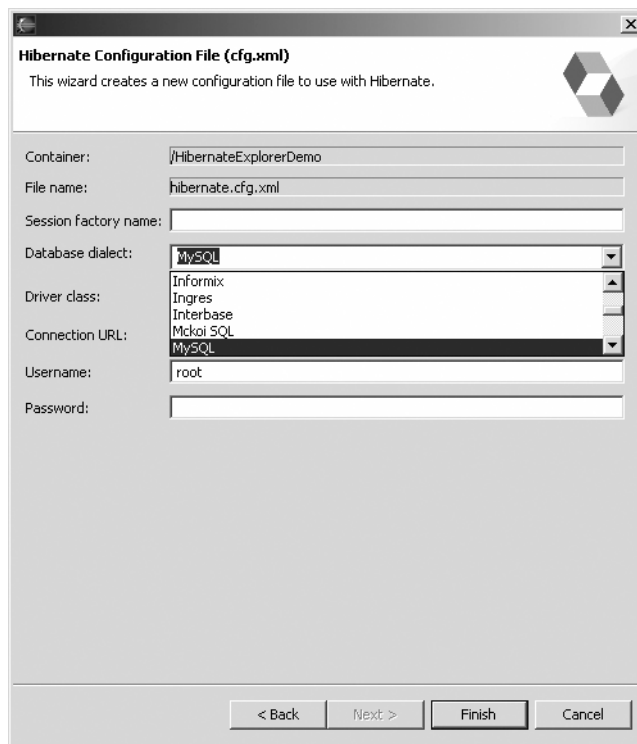 Hibernate Configuration File (cfg.xml)
This wizard creates a new configuration file to use with Hibernate.
Container: /HibernateExplorerDemo
File name: hibernate.cfg.xml
Session factory name:
Database dialect: MySQL
Informix
Driver class:
Ingres
Interbase
Connection URL:
Mckoi SQL
MySQL
Username: root
Password:
< Back Next > Finish Cancel